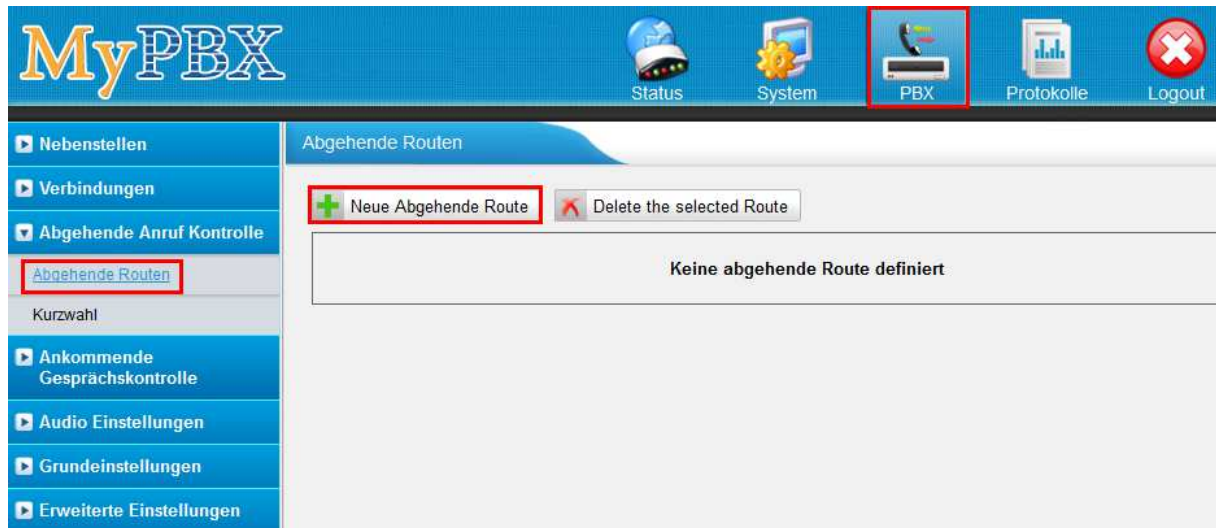 MyPBX
Status
System
PBX
Protokolle
Logout
Nebenstellen
Verbindungen
Abgehende Anruf Kontrolle
Abgehende Routen
Kurzwahl
Ankommende
Gesprächskontrolle
Audio Einstellungen
Grundeinstellungen
Erweiterte Einstellungen
Abgehende Routen
Neue Abgehende Route
Delete the selected Route
Keine abgehende Route definiert